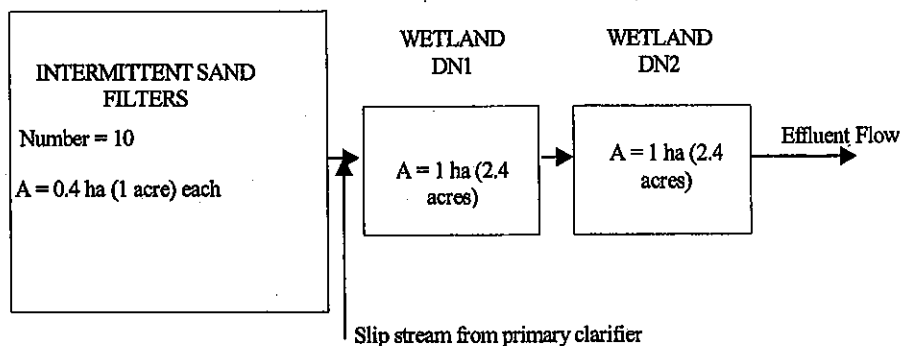 INTERMITTENT SAND
FILTERS
Number = 10
A = 0.4 ha (1 acre) each
WETLAND
DN1
A = 1 ha (2.4
acres)
WETLAND
DN2
A = 1 ha (2.4
acres)
Effluent Flow
Slip stream from primary clarifier